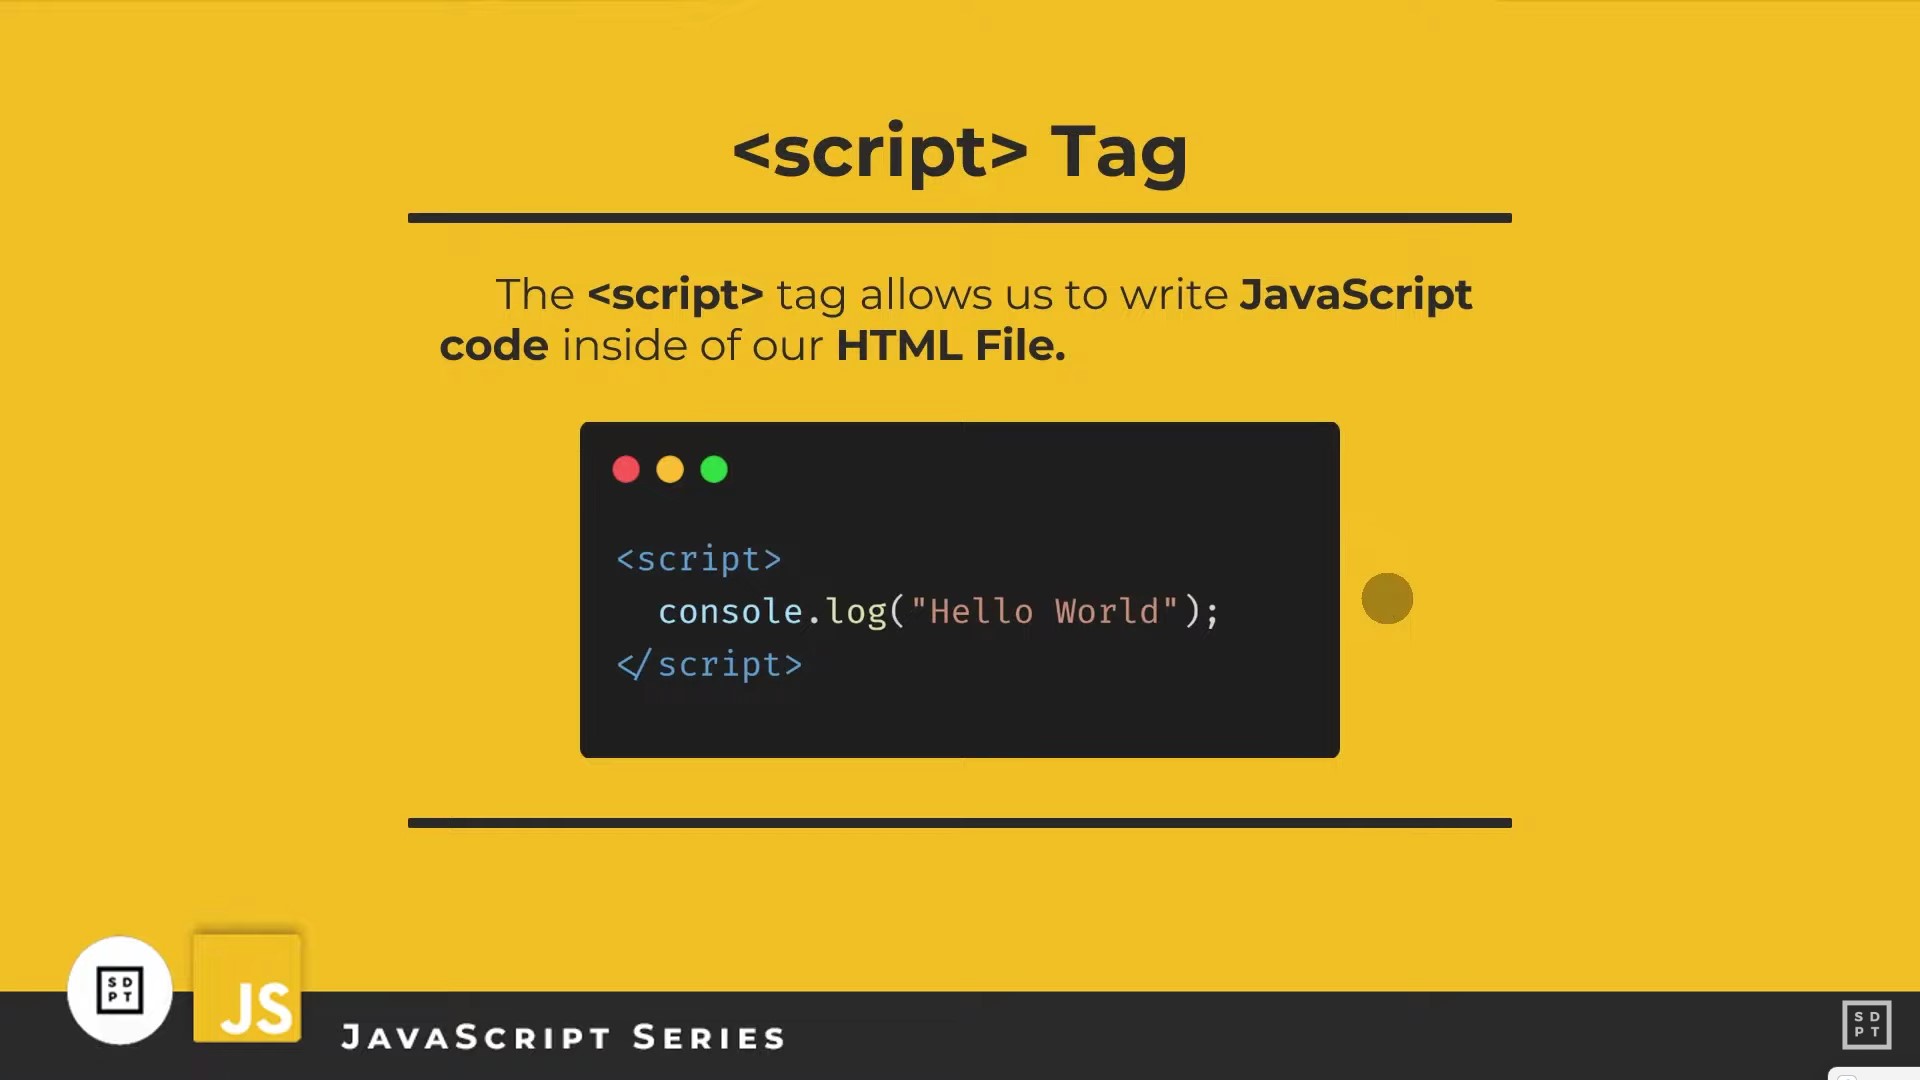 <script> Tag
The <script> tag allows us to write JavaScript
code inside of our HTML File.
<script>
console.log("Hello World");
</script>
SD
PT
JS
JAVASCRIPT SERIES
SD
PT